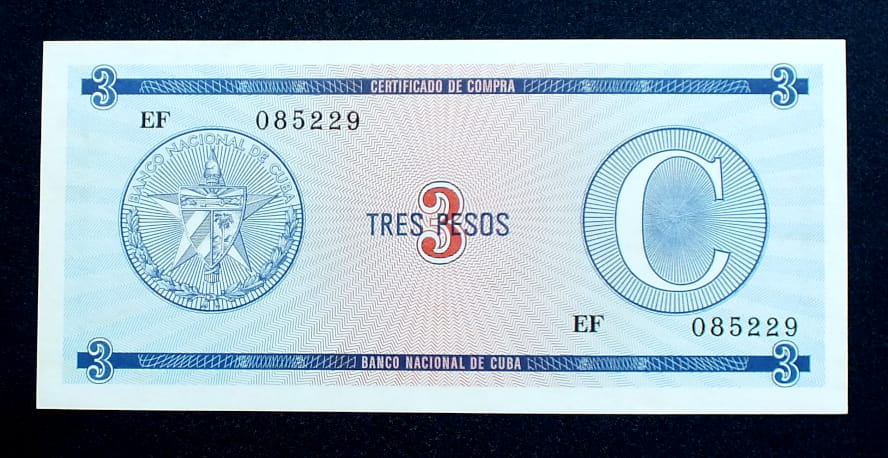 3 CERTIFICADO DE COMPRA 3
EF 085229
BANCO NACIONAL DE CUBA
C
3
TRES PESOS
EF 085229
3 BANCO NACIONAL DE CUBA 3